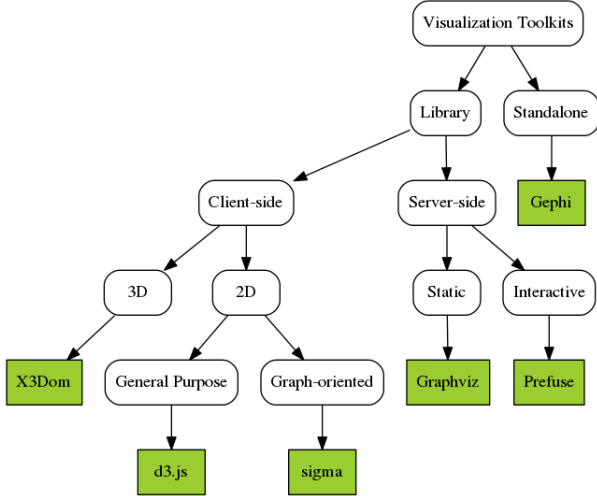 Visualization Toolkits
Library
Standalone
Client-side
Server-side
Gephi
3D
2D
Static
Interactive
X3Dom
General Purpose
Graph-oriented
Graphviz
Prefuse
d3.js
sigma